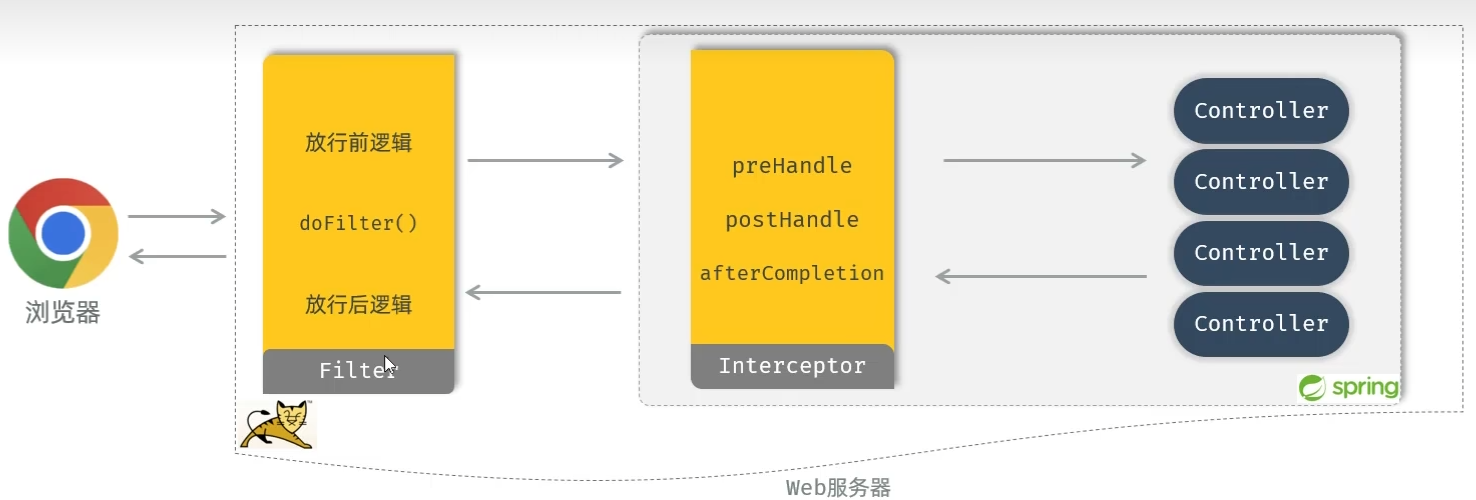 浏览器
放行前逻辑
doFilter()
放行后逻辑
Filter
preHandle
postHandle
afterCompletion
Interceptor
Controller
Controller
Controller
Controller
spring
Web服务器